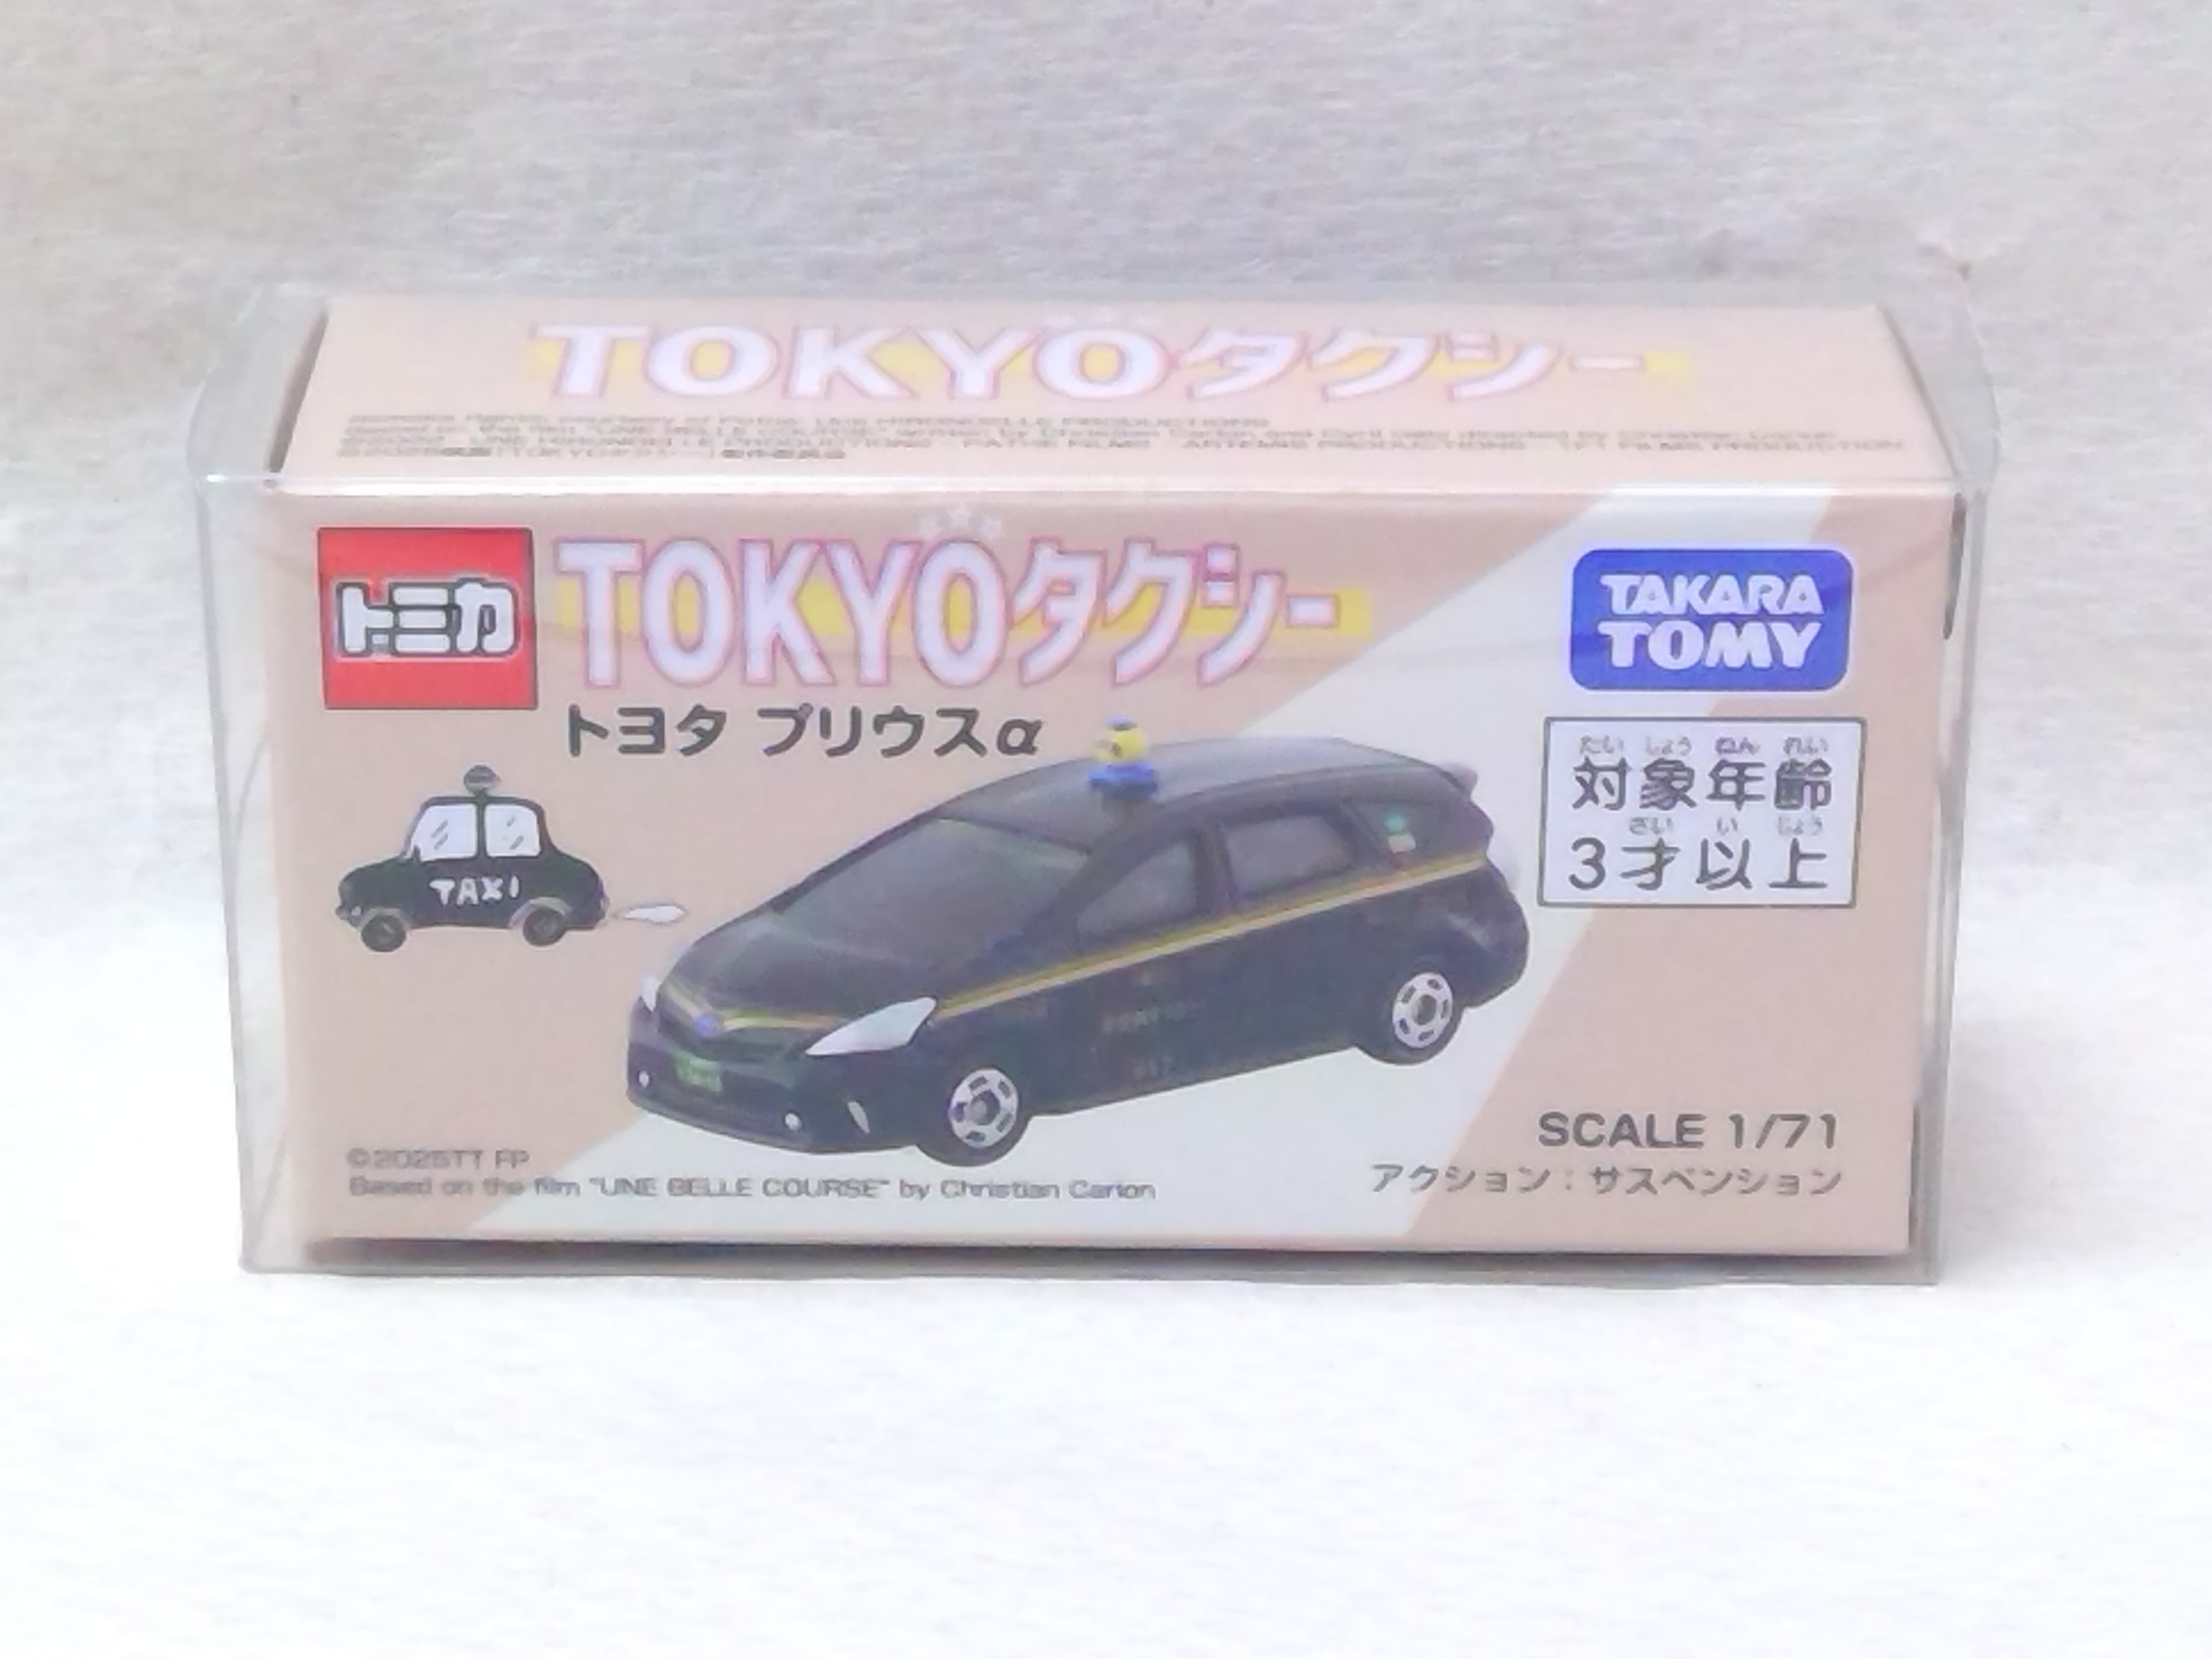 TOKYOタクシー
トミカ
TOKYOタクシー
トヨタ プリウスα
TAKARA
TOMY
たい しょう ねん れい
対象年齢
さい い じょう
3才以上
TAXI
SCALE 1/71
アクション:サスペンション
©2025TT FP
Based on the film "UNE BELLE COURSE" by Christian Carion